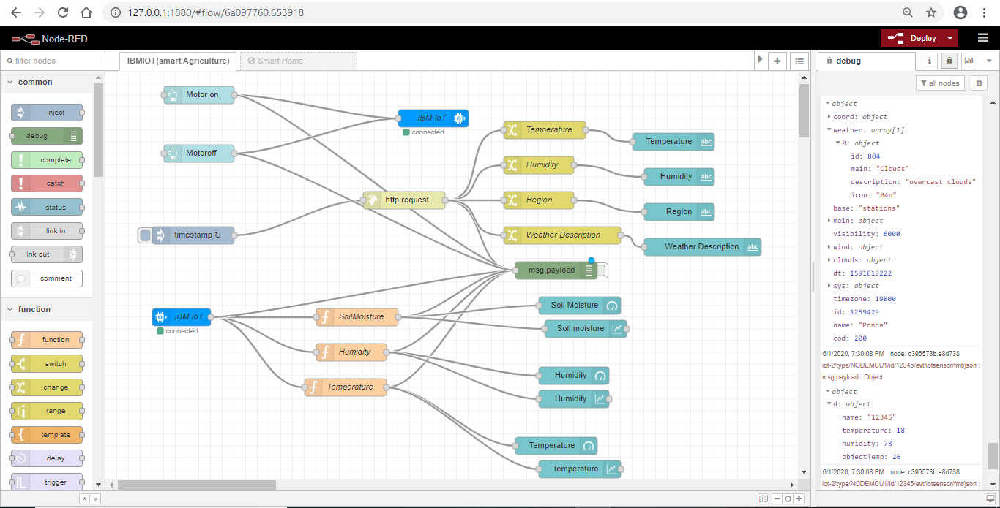 127.0.0.1:1880/#flow/6a097760.653918
Node-RED
Deploy
filter nodes
common
inject
debug
complete
catch
status
link in
link out
comment
function
function
switch
change
range
template
delay
trigger
IBMIOT(smart Agriculture)
Smart Home
Motor on
IBM IoT
connected
Temperature
Temperature
abc
Motoroff
Humidity
Humidity
abc
http request
Region
Region
abc
timestamp ↻
Weather Description
Weather Description
abc
msg.payload
Soil Moisture
IBM IoT
connected
SoilMoisture
Soil moisture
Humidity
Humidity
Temperature
Humidity
Temperature
Temperature
debug
i
all nodes
object
coord: object
weather: array[1]
0: object
id: 804
main: "Clouds"
description: "overcast clouds"
icon: "04n"
base: "stations"
main: object
visibility: 6000
wind: object
clouds: object
dt: 1591019222
sys: object
timezone: 19800
id: 1259429
name: "Ponda"
cod: 200
6/1/2020, 7:30:08 PM node: c396573b.e8d738
iot-2/type/NODEMCU1/id/12345/evt/iotsensor/fmt/json :
msg.payload : Object
object
d: object
name: "12345"
temperature: 18
humidity: 78
objectTemp: 26
6/1/2020, 7:30:08 PM node: c396573b.e8d738
iot-2/type/NODEMCU1/id/12345/evt/iotsensor/fmt/json :